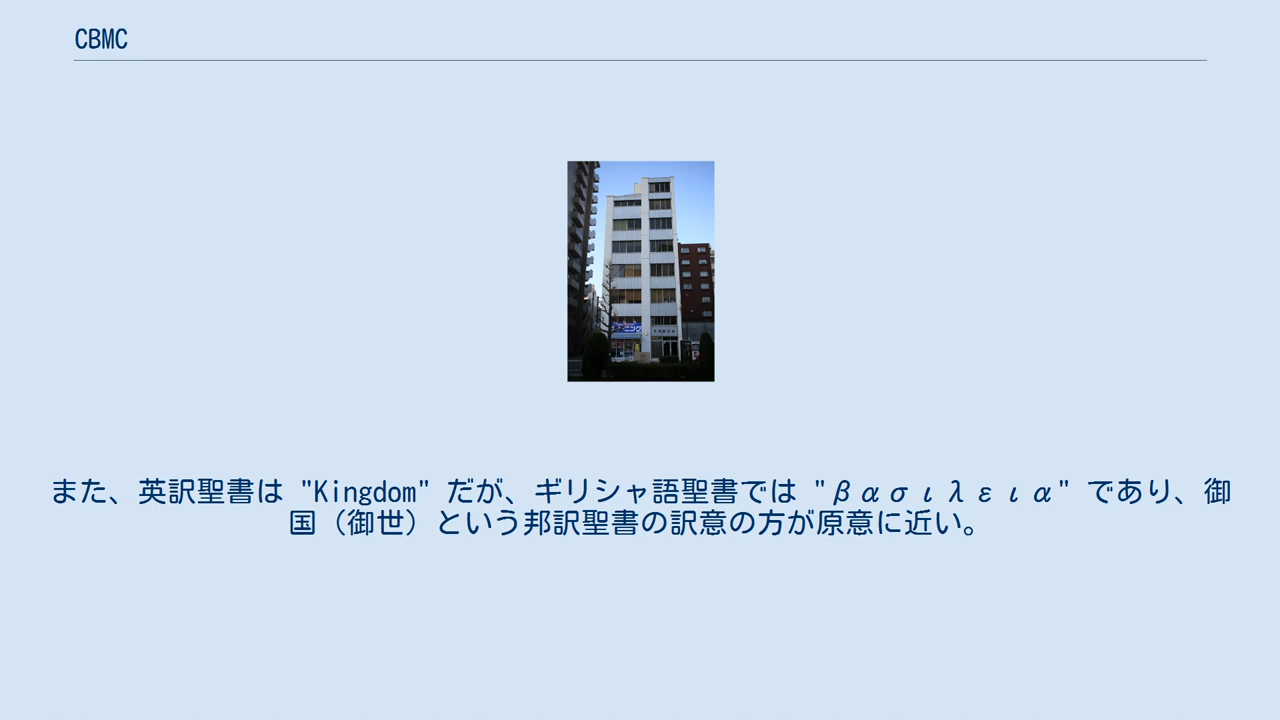 CBMC
また、英訳聖書は "Kingdom" だが、ギリシャ語聖書では "βασιλεια" であり、御
国（御世）という邦訳聖書の訳意の方が原意に近い。